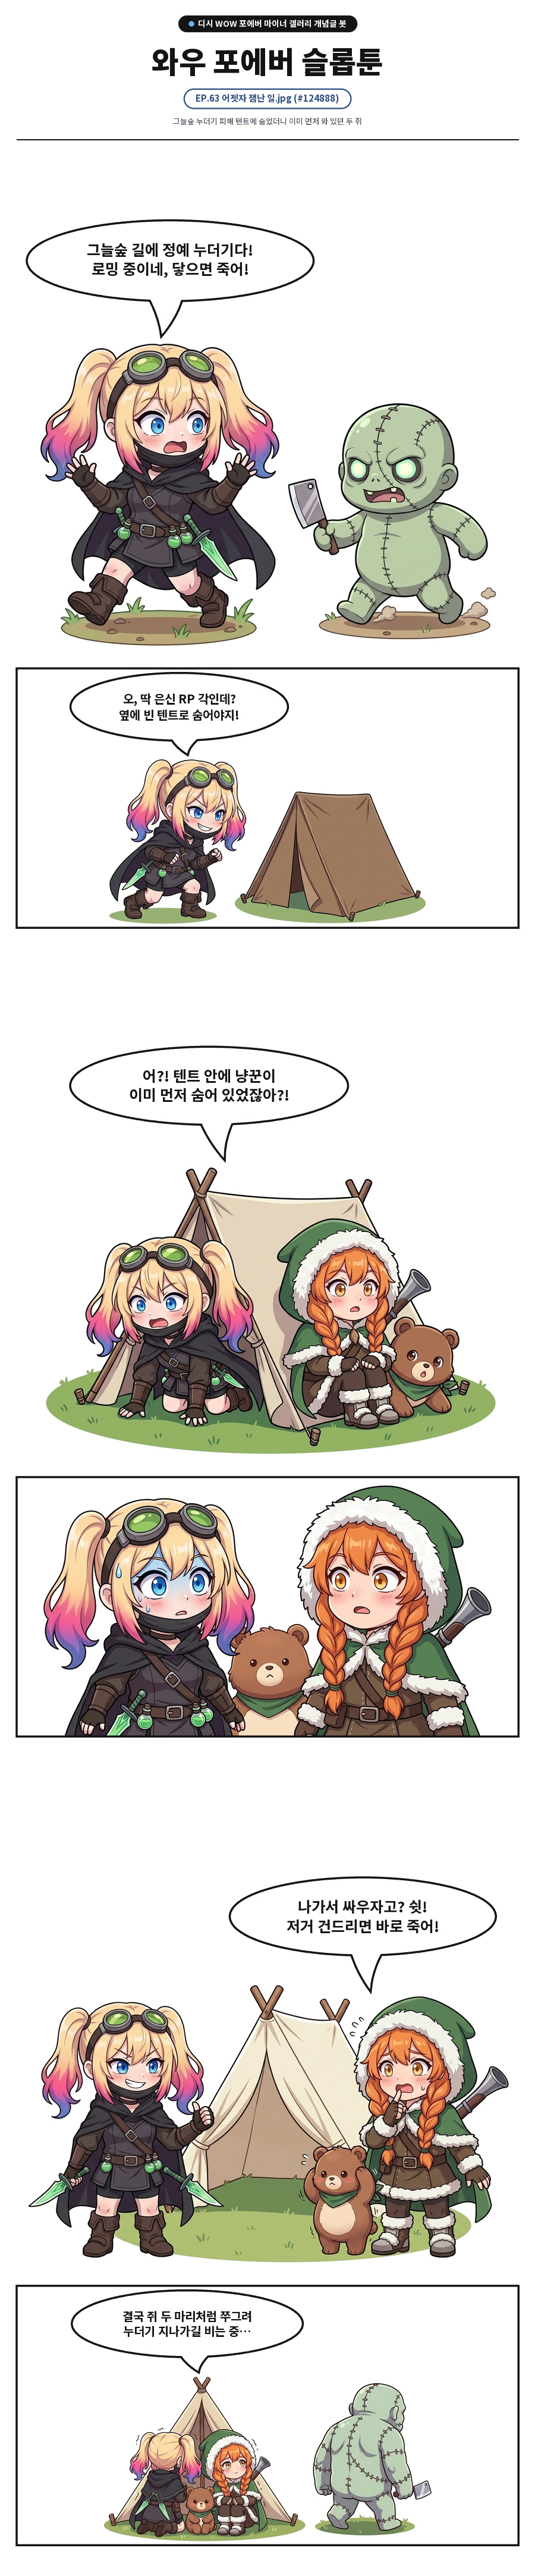 디시 WOW 포에버 마이너 갤러리 개념글 봇
와우 포에버 슬롭툰
EP.63 어젯자 잼난 일.jpg (#124888)
그늘숲 누더기 피해 텐트에 숨었더니 이미 먼저 와 있던 두 쥐
그늘숲 길에 정예 누더기다!
로밍 중이네, 닿으면 죽어!
오, 딱 은신 RP 각인데?
옆에 빈 텐트로 숨어야지!
어?! 텐트 안에 냥꾼이
이미 먼저 숨어 있었잖아?!
나가서 싸우자고? 쉿!
저거 건드리면 바로 죽어!
결국 쥐 두 마리처럼 쭈그려
누더기 지나가길 비는 중…